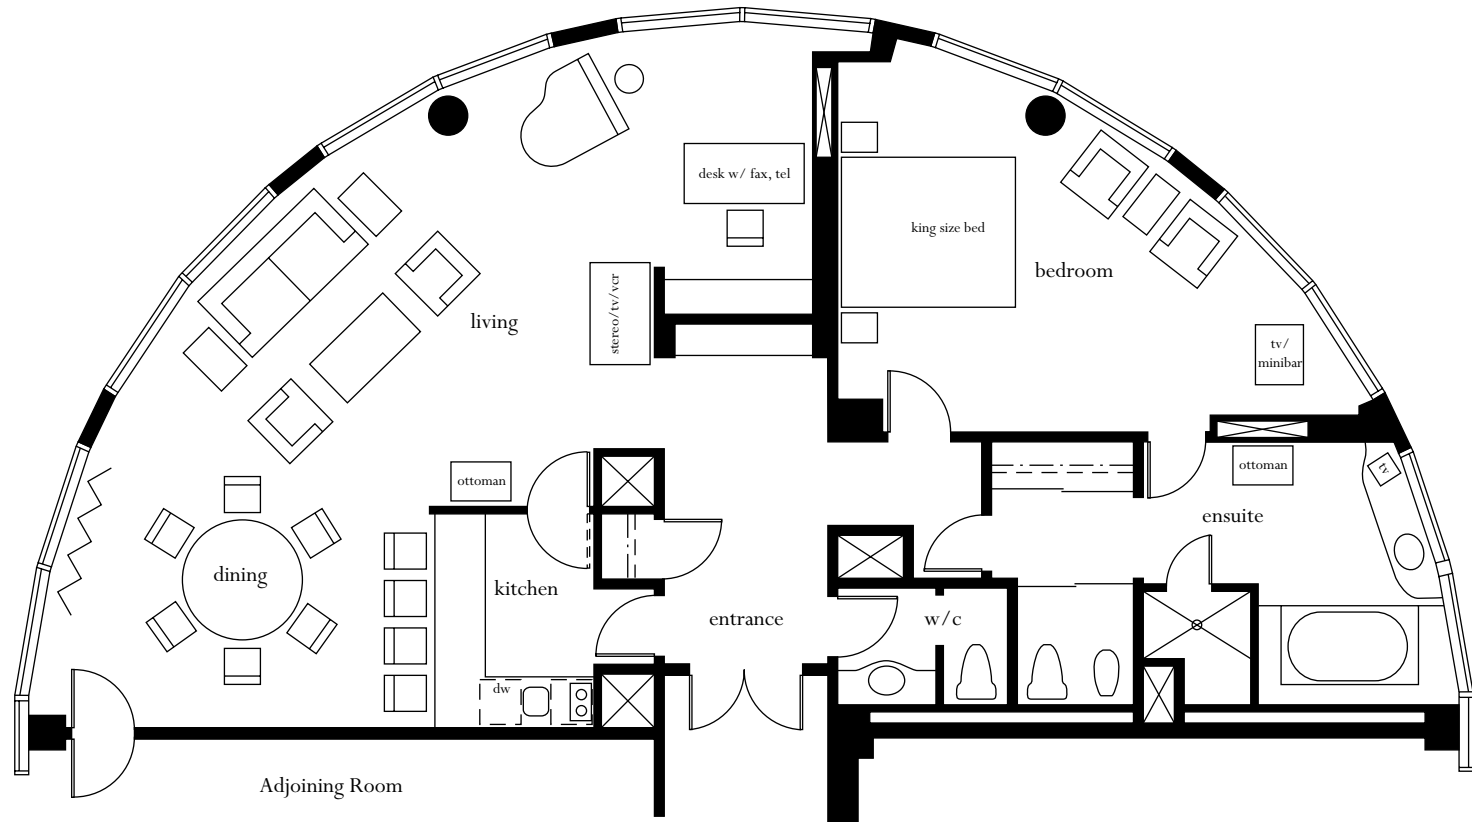 desk w/ fax, tel
king size bed
bedroom
stereo/tv/vcr
living
tv/
minibar
ottoman
ottoman
tv
ensuite
dining
kitchen
entrance
w/c
dw
Adjoining Room